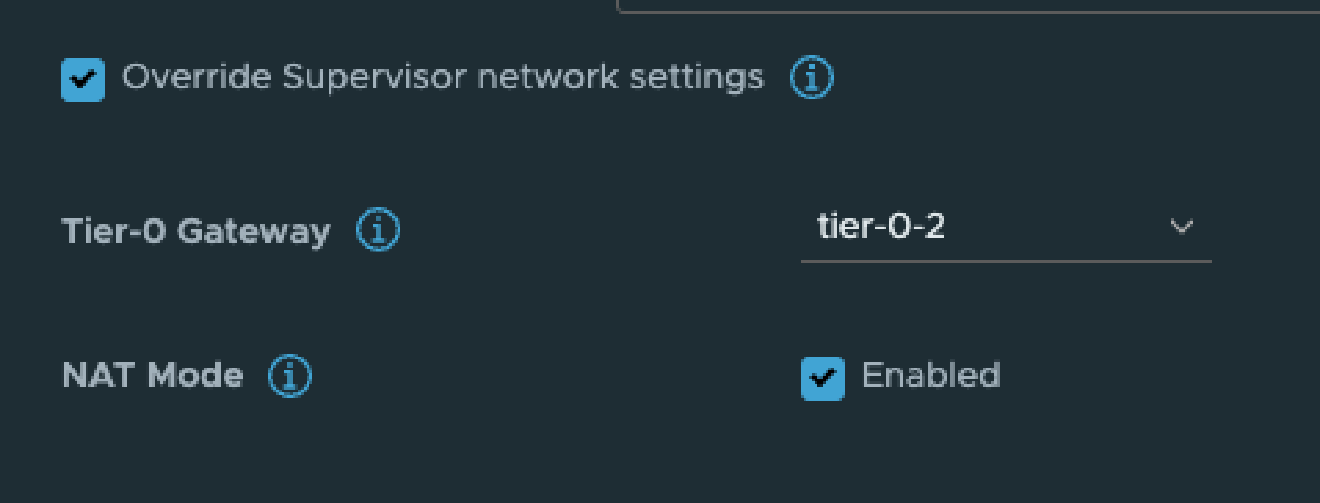 Override Supervisor network settings
Tier-0 Gateway tier-0-2
NAT Mode Enabled